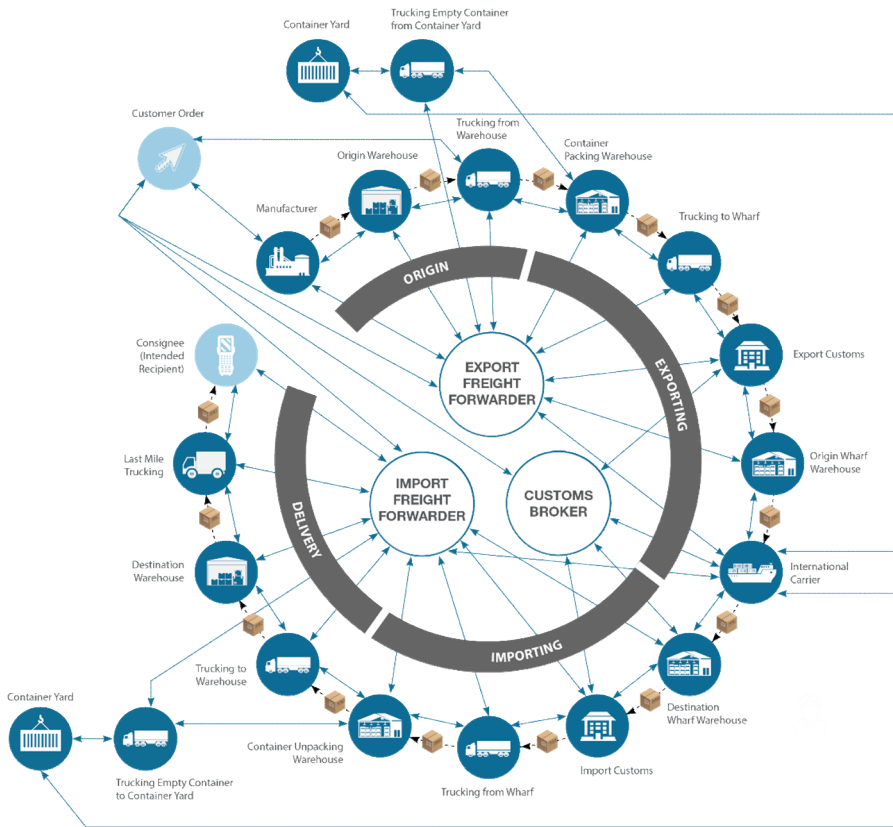 Container Yard
Trucking Empty Container
from Container Yard
Customer Order
Trucking from
Warehouse
Container
Packing Warehouse
Origin Warehouse
Manufacturer
Trucking to Wharf
ORIGIN
EXPORTING
Consignee
(Intended
Recipient)
EXPORT
FREIGHT
FORWARDER
Export Customs
Last Mile
Trucking
IMPORT
FREIGHT
FORWARDER
CUSTOMS
BROKER
Origin Wharf
Warehouse
DELIVERY
Destination
Warehouse
International
Carrier
IMPORTING
Trucking to
Warehouse
Container Yard
Destination
Wharf Warehouse
Container Unpacking
Warehouse
Import Customs
Trucking Empty Container
to Container Yard
Trucking from Wharf